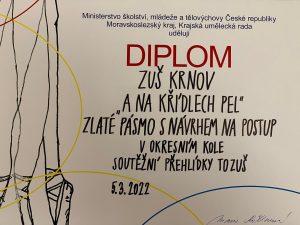 Ministerstvo školství, mládeže a tělovýchovy České republiky
Moravskoslezský kraj, Krajská umělecká rada
udělují
DIPLOM
ZUŠ KRNOV
„A NA KŘÍDLECH PEL“
ZLATÉ PÁSMO S NÁVRHEM NA POSTUP
V OKRESNÍM KOLE
SOUTĚŽNÍ PŘEHLÍDKY TO ZUŠ
5.3.2022